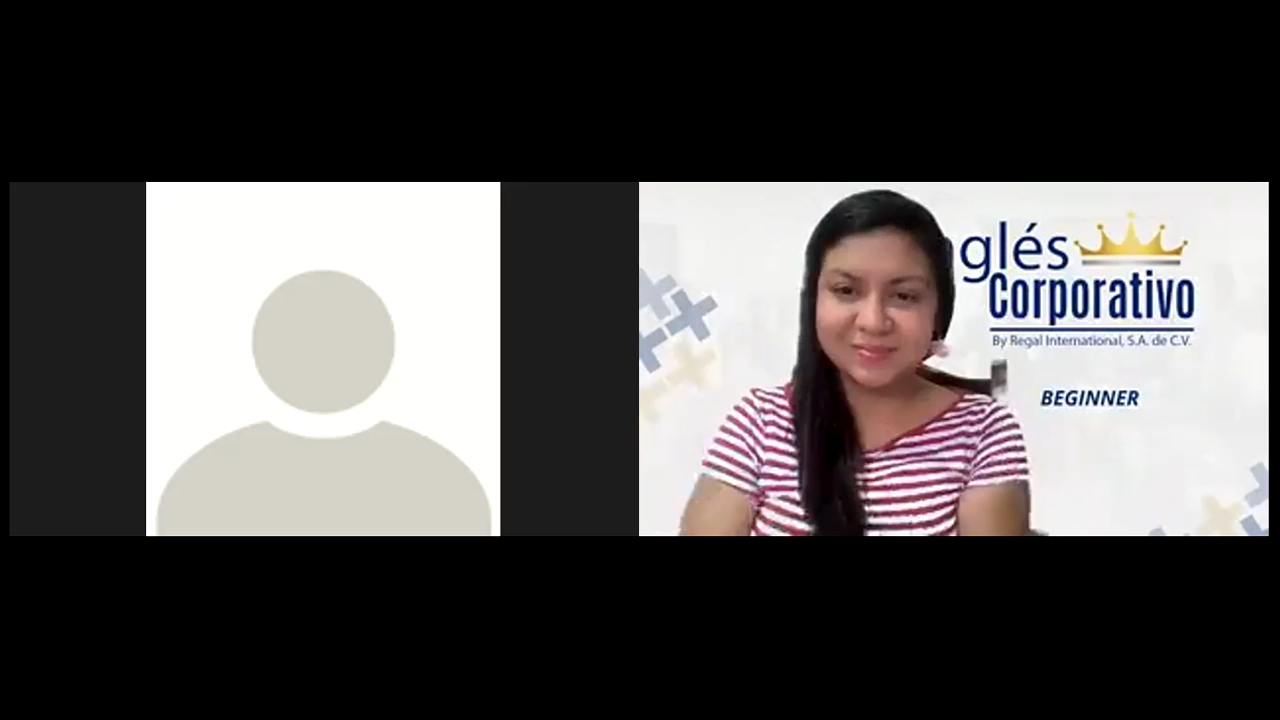 glés
Corporativo
By Regal International, S.A. de C.V.
BEGINNER